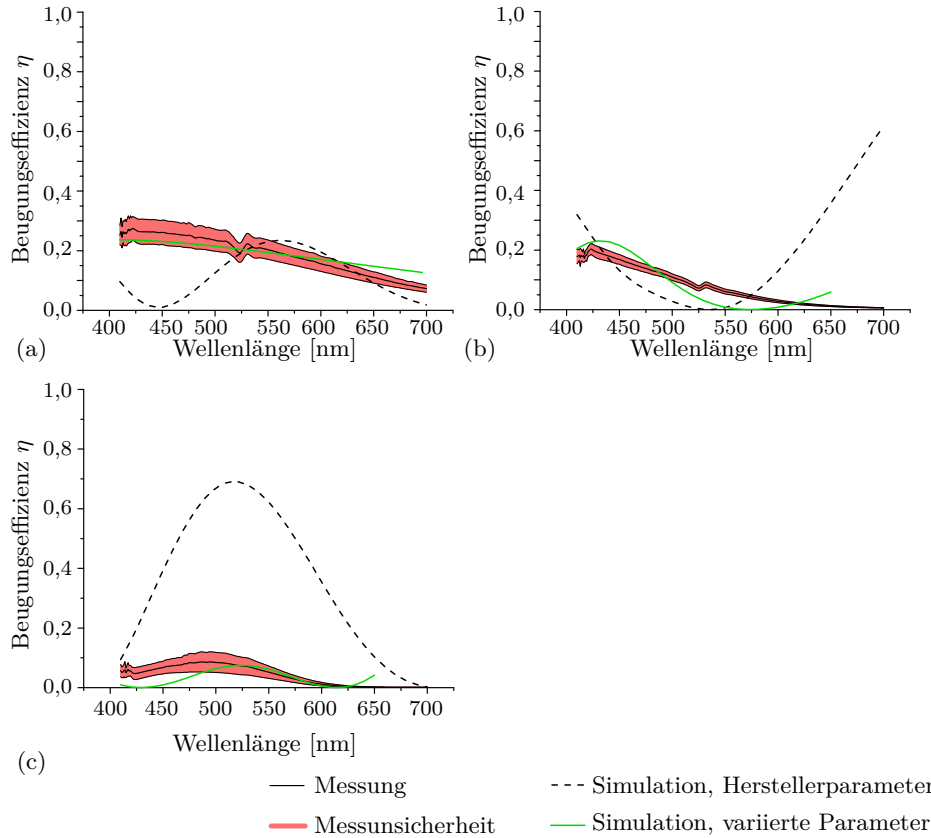 1,0
0,8
0,6
0,4
0,2
0,0
Beugungseffizienz η
400 450 500 550 600 650 700
Wellenlänge [nm]
(a)
1,0
0,8
0,6
0,4
0,2
0,0
Beugungseffizienz η
400 450 500 550 600 650 700
Wellenlänge [nm]
(b)
1,0
0,8
0,6
0,4
0,2
0,0
Beugungseffizienz η
400 450 500 550 600 650 700
Wellenlänge [nm]
(c)
Messung
Simulation, Herstellerparameter
Messunsicherheit
Simulation, variierte Parameter